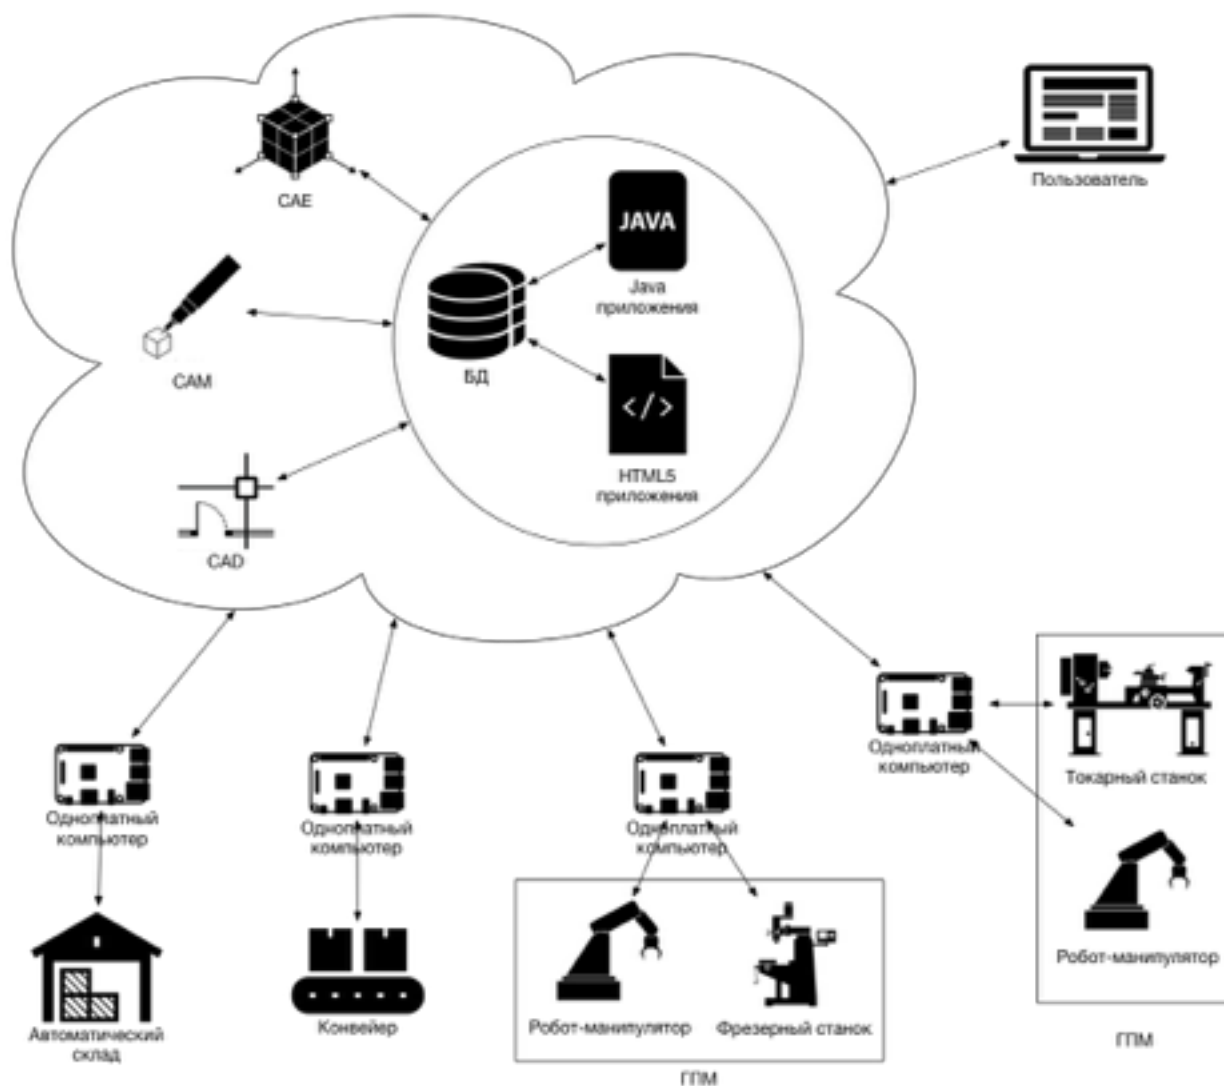 CAE
Пользователь
JAVA
Java
приложения
БД
CAM
</>
HTML5
приложения
CAD
Одноплатный
компьютер
Токарный станок
Одноплатный
компьютер
Одноплатный
компьютер
Одноплатный
компьютер
Робот-манипулятор
Автоматический
склад
Конвейер
Робот-манипулятор
Фрезерный станок
ГПМ
ГПМ